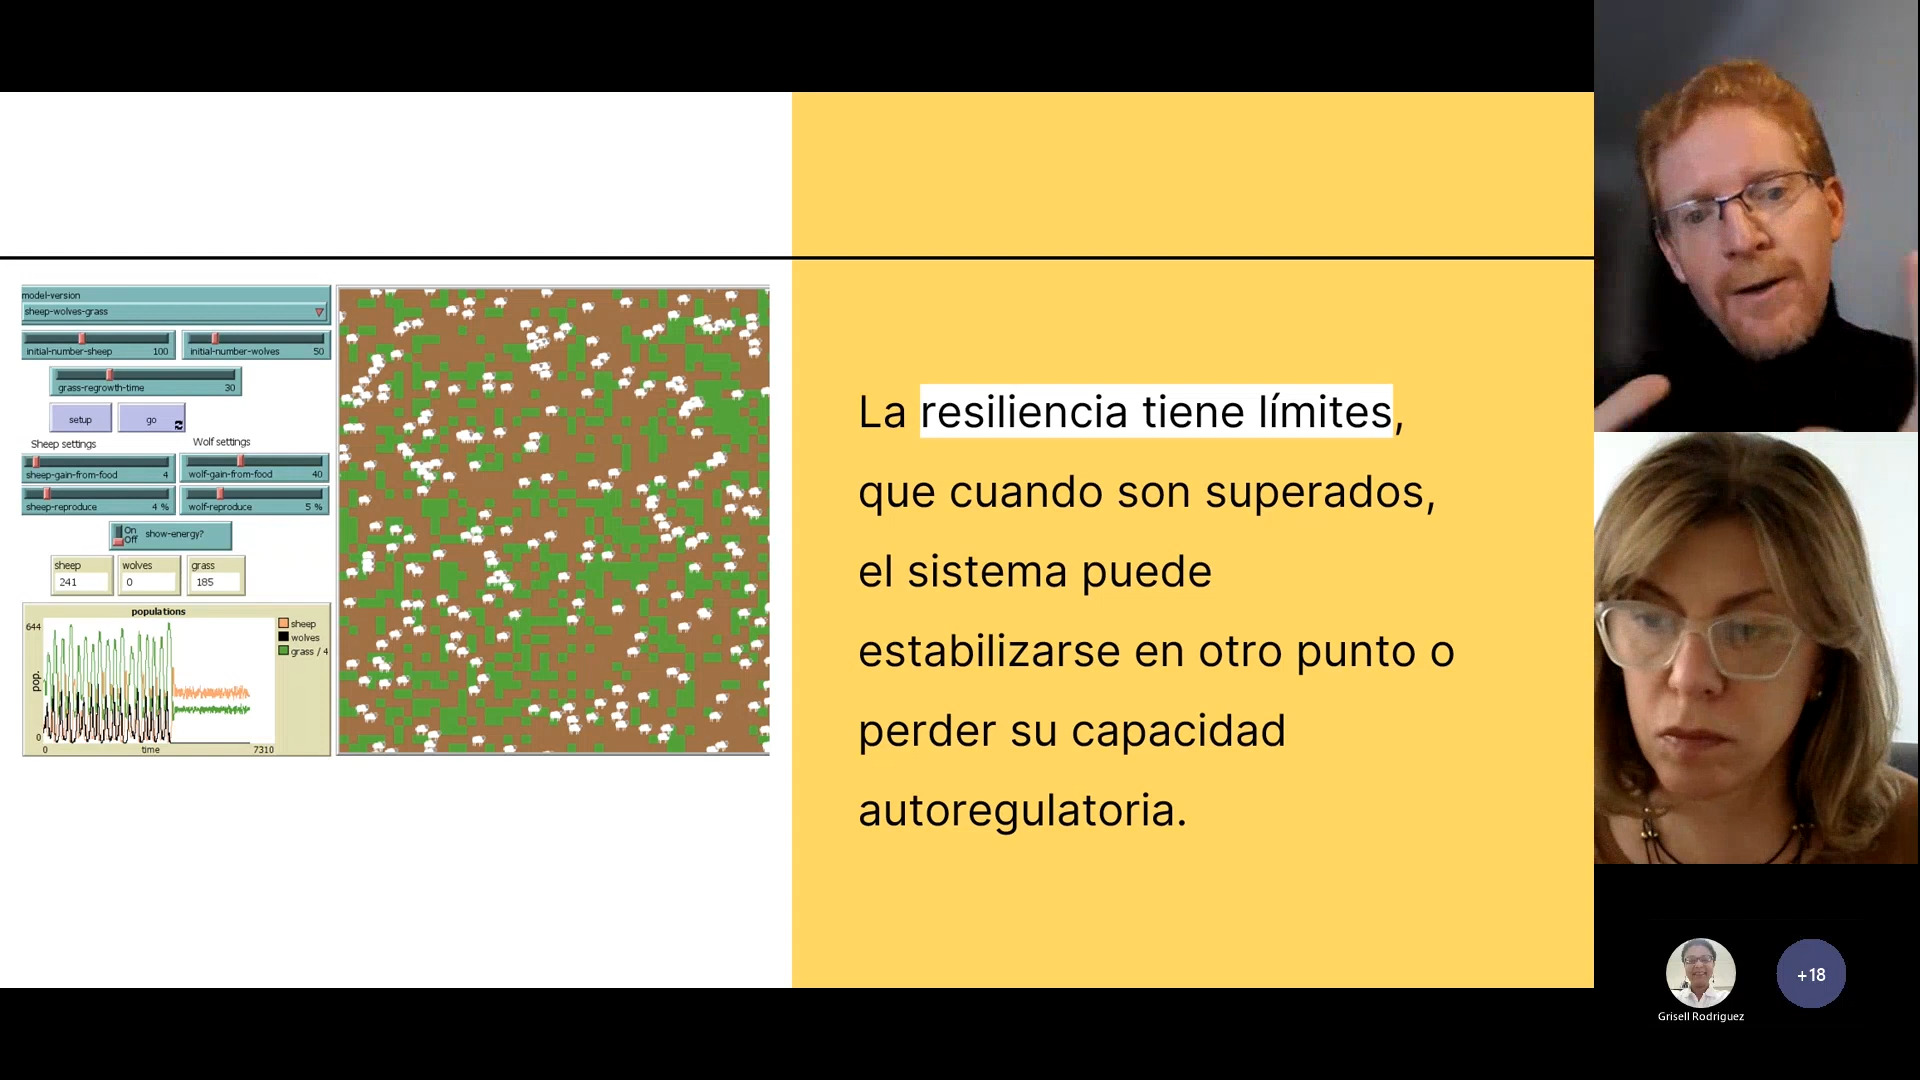 model-version
sheep-wolves-grass
initial-number-sheep 100
initial-number-wolves 50
grass-regrowth-time 30
setup
go
Sheep settings
Wolf settings
sheep-gain-from-food 4
wolf-gain-from-food 40
sheep-reproduce 4 %
wolf-reproduce 5 %
On
Off
show-energy?
sheep
241
wolves
0
grass
185
populations
644
pop.
0
0
time
7310
sheep
wolves
grass / 4
La resiliencia tiene límites,
que cuando son superados,
el sistema puede
estabilizarse en otro punto o
perder su capacidad
autoregulatoria.
+18
Grisell Rodriguez